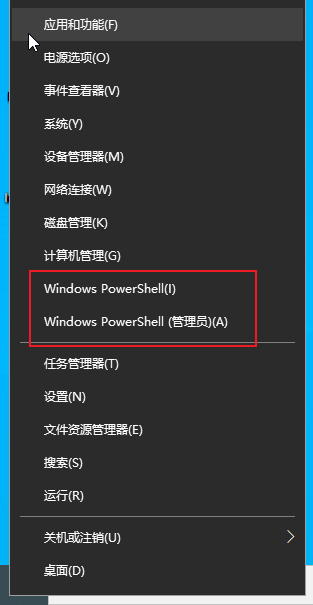 应用和功能(F)
电源选项(O)
事件查看器(V)
系统(Y)
设备管理器(M)
网络连接(W)
磁盘管理(K)
计算机管理(G)
Windows PowerShell(I)
Windows PowerShell (管理员)(A)
任务管理器(T)
设置(N)
文件资源管理器(E)
搜索(S)
运行(R)
关机或注销(U)
桌面(D)